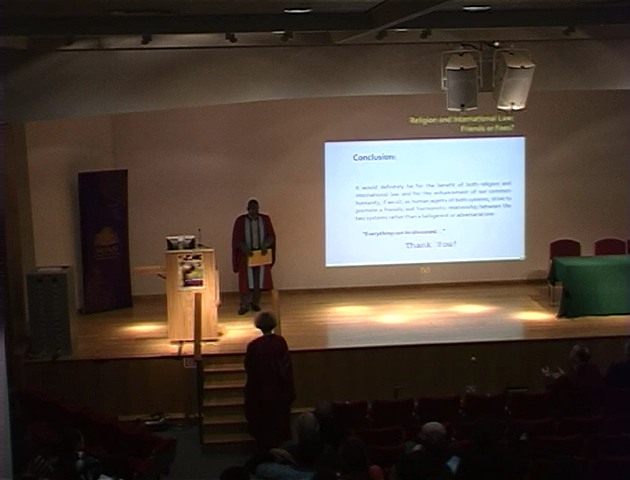 Religion and International Law:
Friends or Foes?
Conclusion:
It would definitely be for the benefit of both religion and
international law and for the enhancement of our common
humanity, if we all, as human agents of both systems, strive to
promote a friendly and harmonious relationship between the
two systems rather than a belligerent or adversarial one
Thank You!